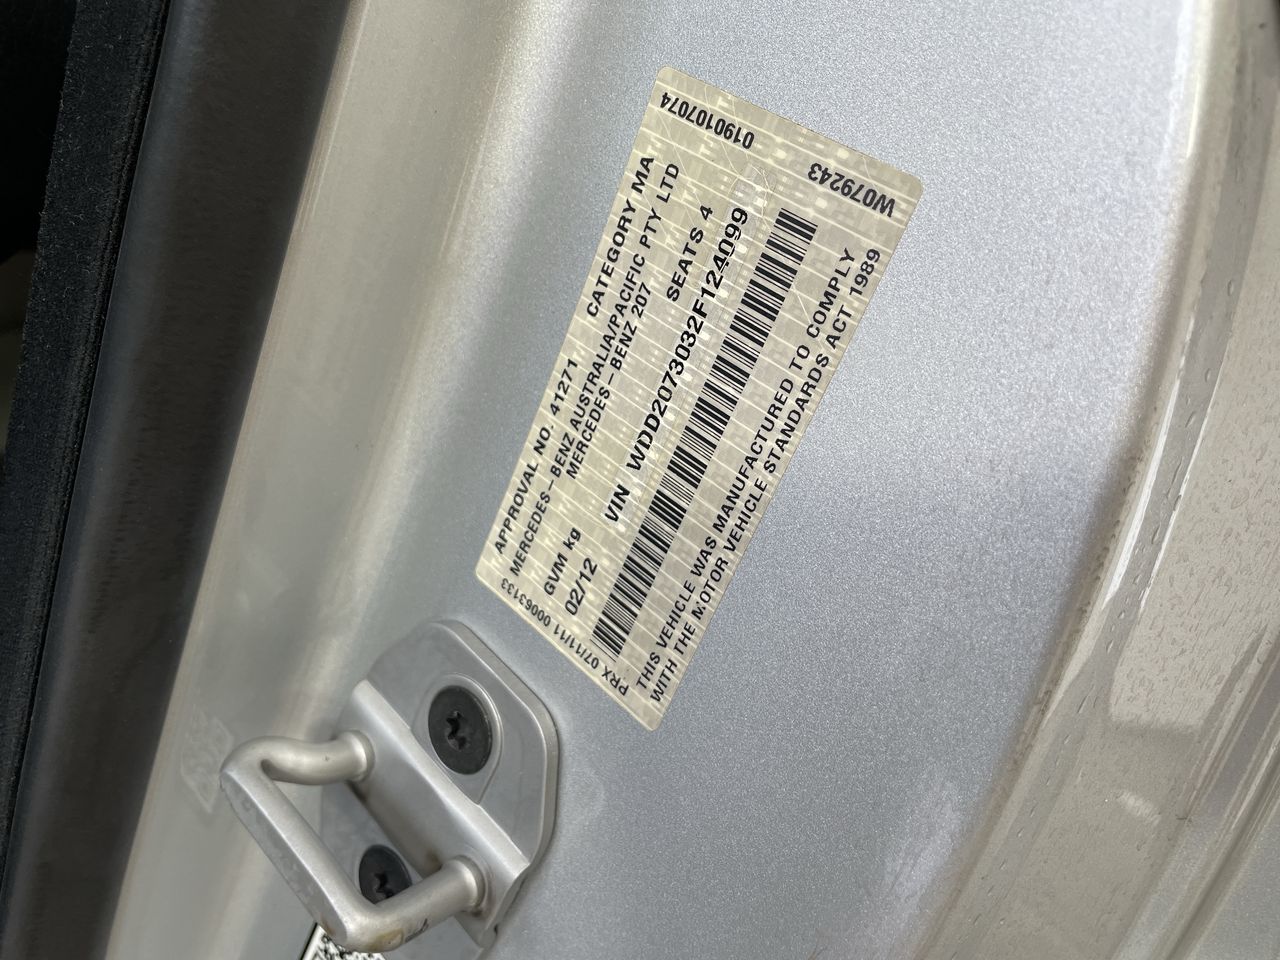 0190107074 W079243
APPROVAL NO. 41271 CATEGORY MA
MERCEDES-BENZ AUSTRALIA/PACIFIC PTY LTD
MERCEDES-BENZ 207
GVM kg SEATS 4
02/12 VIN WDD2073032F124099
THIS VEHICLE WAS MANUFACTURED TO COMPLY
WITH THE MOTOR VEHICLE STANDARDS ACT 1989
PRX 07/11/11 00063133